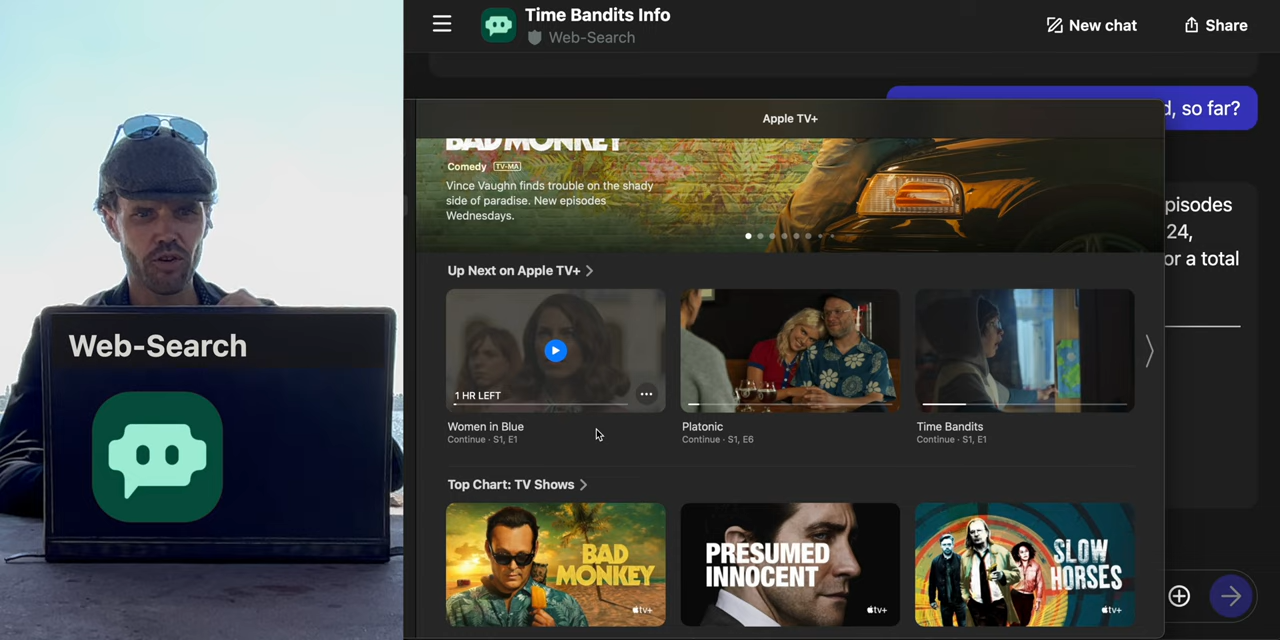 Web-Search
Time Bandits Info
Web-Search
New chat
Share
d, so far?
pisodes
24,
or a total
Apple TV+
BAD MONKEY
Comedy TV-MA
Vince Vaughn finds trouble on the shady
side of paradise. New episodes
Wednesdays.
Up Next on Apple TV+
1 HR LEFT
Women in Blue
Continue · S1, E1
Platonic
Continue · S1, E6
Time Bandits
Continue · S1, E1
Top Chart: TV Shows
BAD
MONKEY
tv+
PRESUMED
INNOCENT
tv+
SLOW
HORSES
tv+